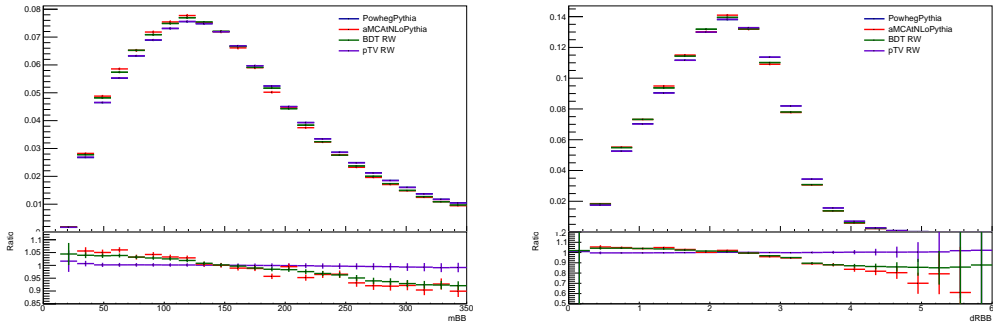 0.08
0.07
0.06
0.05
0.04
0.03
0.02
0.01
PowhegPythia
aMCAtNLoPythia
BDT RW
pTV RW
Ratio
1.1
1.05
1
0.95
0.9
0.85
0 50 100 150 200 250 300 350
mBB
0.14
0.12
0.1
0.08
0.06
0.04
0.02
PowhegPythia
aMCAtNLoPythia
BDT RW
pTV RW
Ratio
1.2
1.1
1
0.9
0.8
0.7
0.6
0.5
0 1 2 3 4 5 6
dRBB